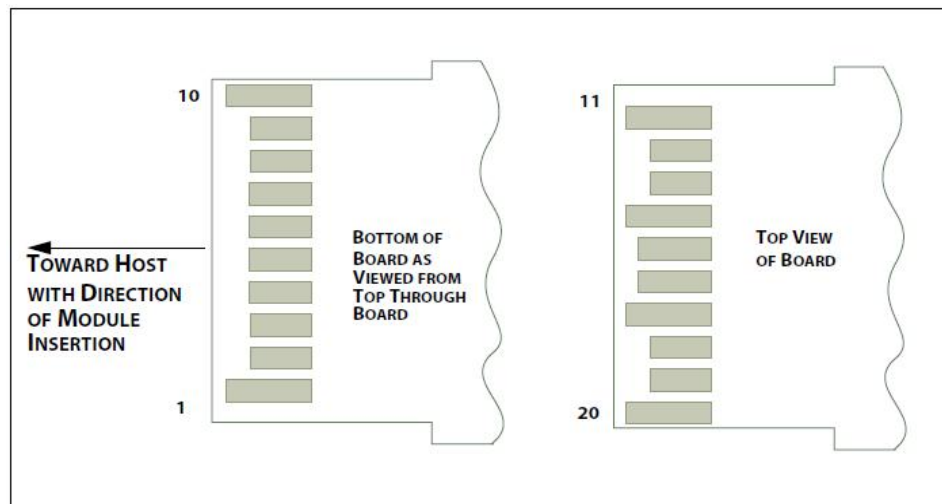 10
1
TOWARD HOST
WITH DIRECTION
OF MODULE
INSERTION
BOTTOM OF
BOARD AS
VIEWED FROM
TOP THROUGH
BOARD
11
20
TOP VIEW
OF BOARD